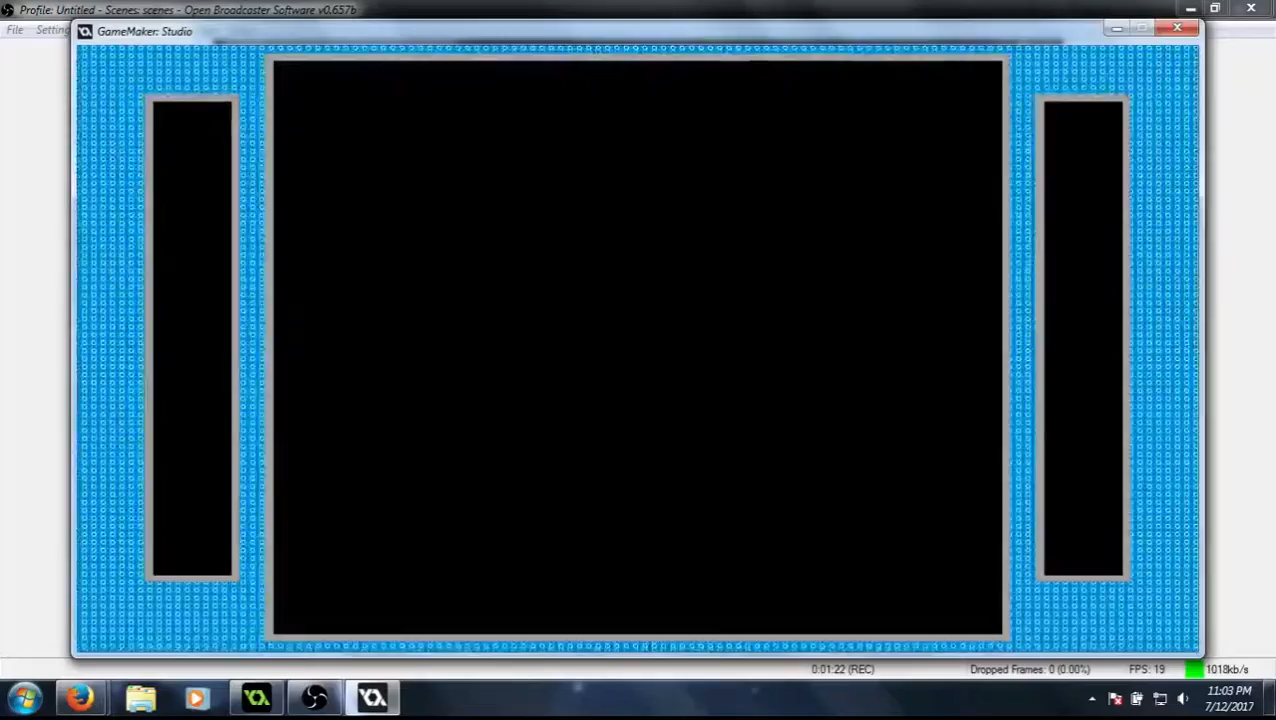 Profile: Untitled - Scenes: scenes - Open Broadcaster Software v0.657b
File Setting
GameMaker: Studio
0:01:22 (REC) Dropped Frames: 0 (0.00%) FPS: 19 1018kb/s
11:03 PM
7/12/2017